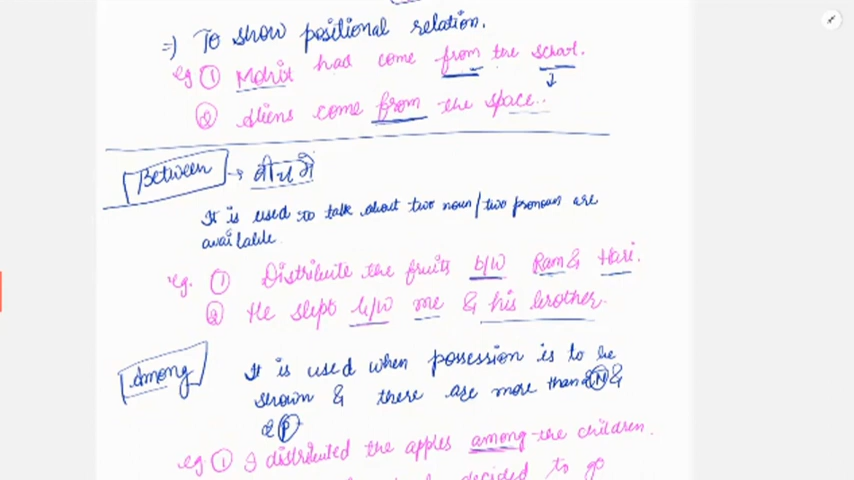 =) To show positional relation.
eg ① Mohit had come from the school.
② Aliens come from the space..
Between → बीच में
It is used to talk about two noun/two pronoun are
available.
eg. ① Distribute the fruits b/w Ram & Hari.
② He slept b/w me & his brother.
Among It is used when possession is to be
shown & there are more than 2 Ⓝ &
2 Ⓟ
eg ① I distributed the apples among the children.
decided to go